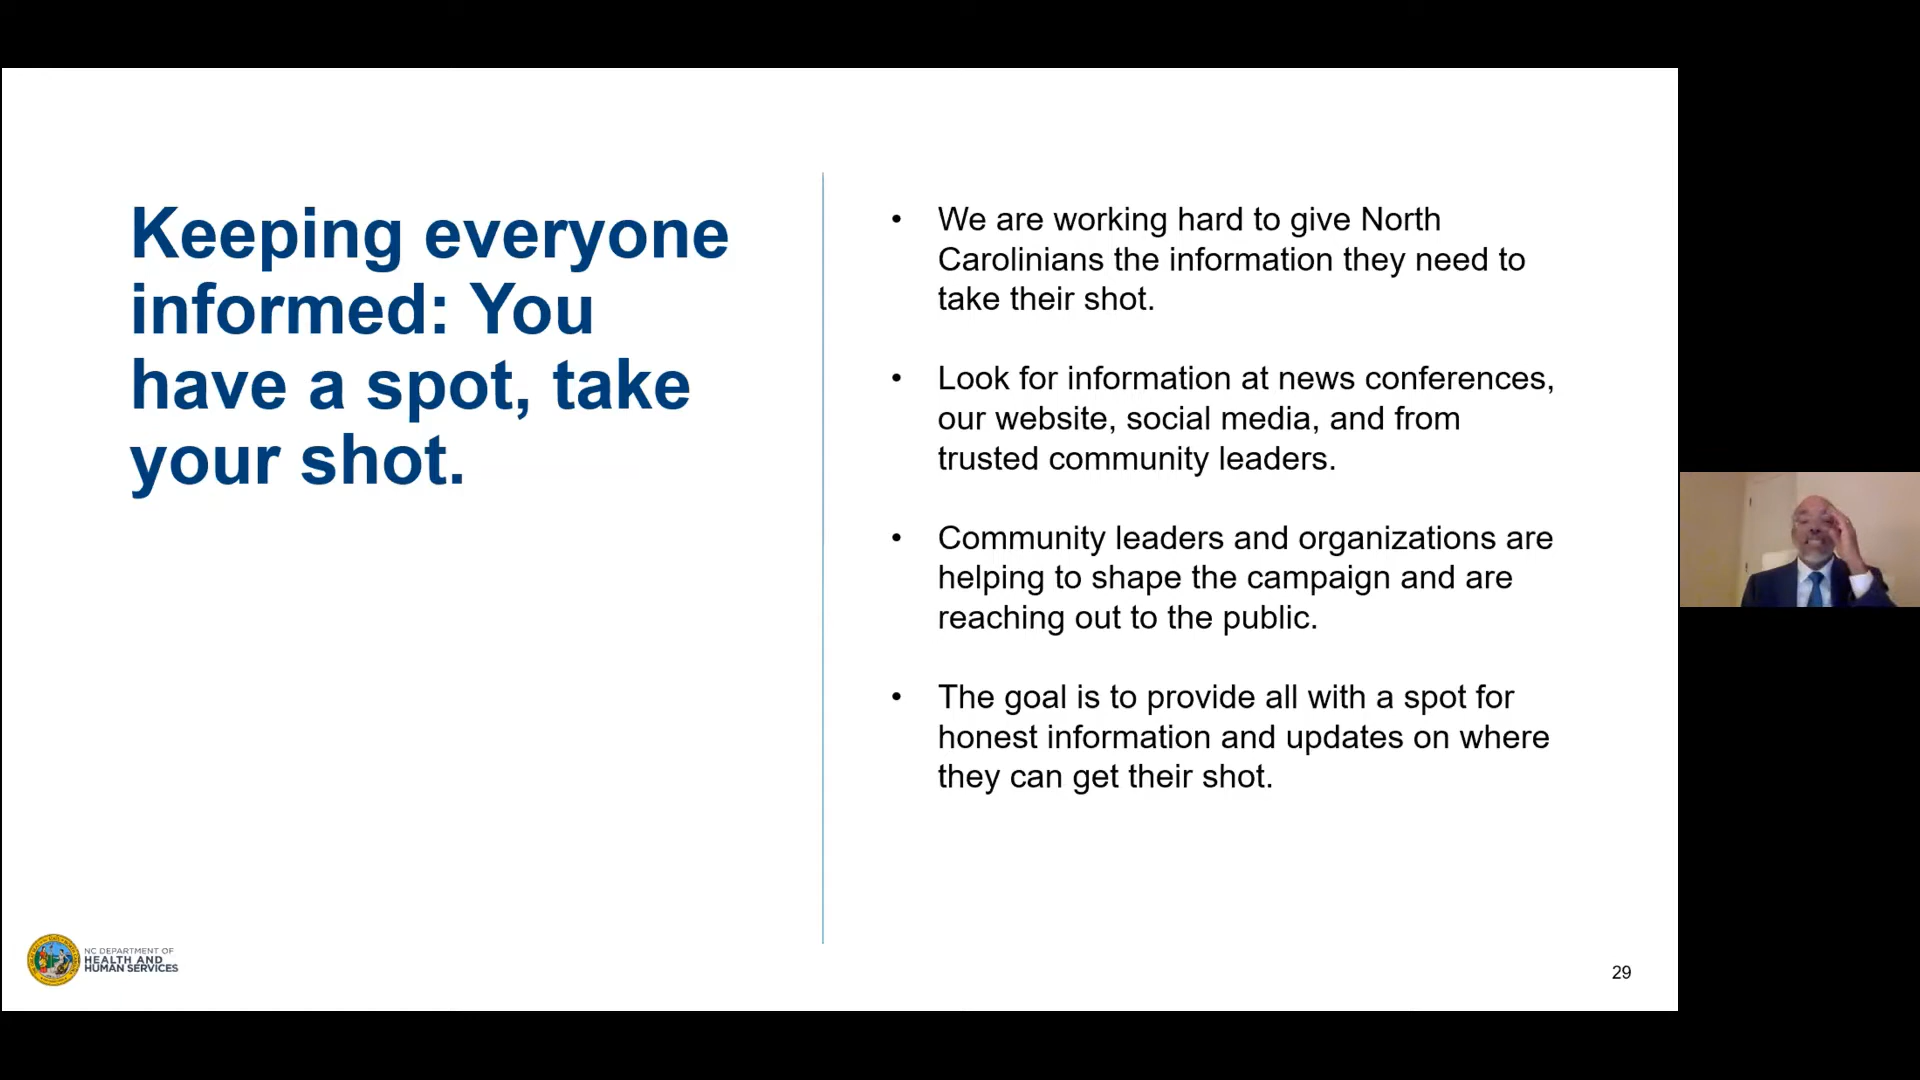 Keeping everyone
informed: You
have a spot, take
your shot.
• We are working hard to give North
Carolinians the information they need to
take their shot.
• Look for information at news conferences,
our website, social media, and from
trusted community leaders.
• Community leaders and organizations are
helping to shape the campaign and are
reaching out to the public.
• The goal is to provide all with a spot for
honest information and updates on where
they can get their shot.
NC DEPARTMENT OF
HEALTH AND
HUMAN SERVICES
29